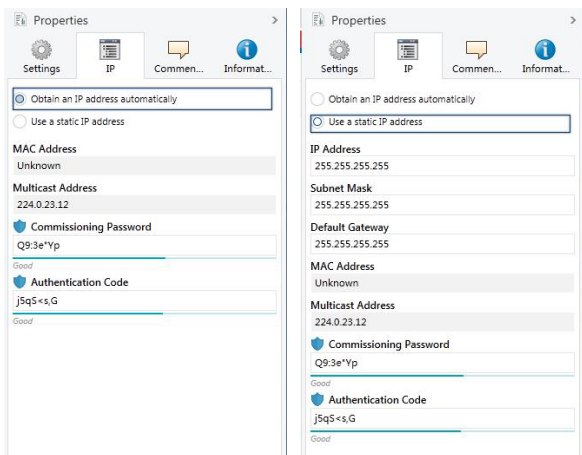 Properties
Settings
IP
Commen...
Informat...
Obtain an IP address automatically
Use a static IP address
MAC Address
Unknown
Multicast Address
224.0.23.12
Commissioning Password
Q9:3e*Yp
Good
Authentication Code
j5qS<s,G
Good
Properties
Settings
IP
Commen...
Informat...
Obtain an IP address automatically
Use a static IP address
IP Address
255.255.255.255
Subnet Mask
255.255.255.255
Default Gateway
255.255.255.255
MAC Address
Unknown
Multicast Address
224.0.23.12
Commissioning Password
Q9:3e*Yp
Good
Authentication Code
j5qS<s,G
Good